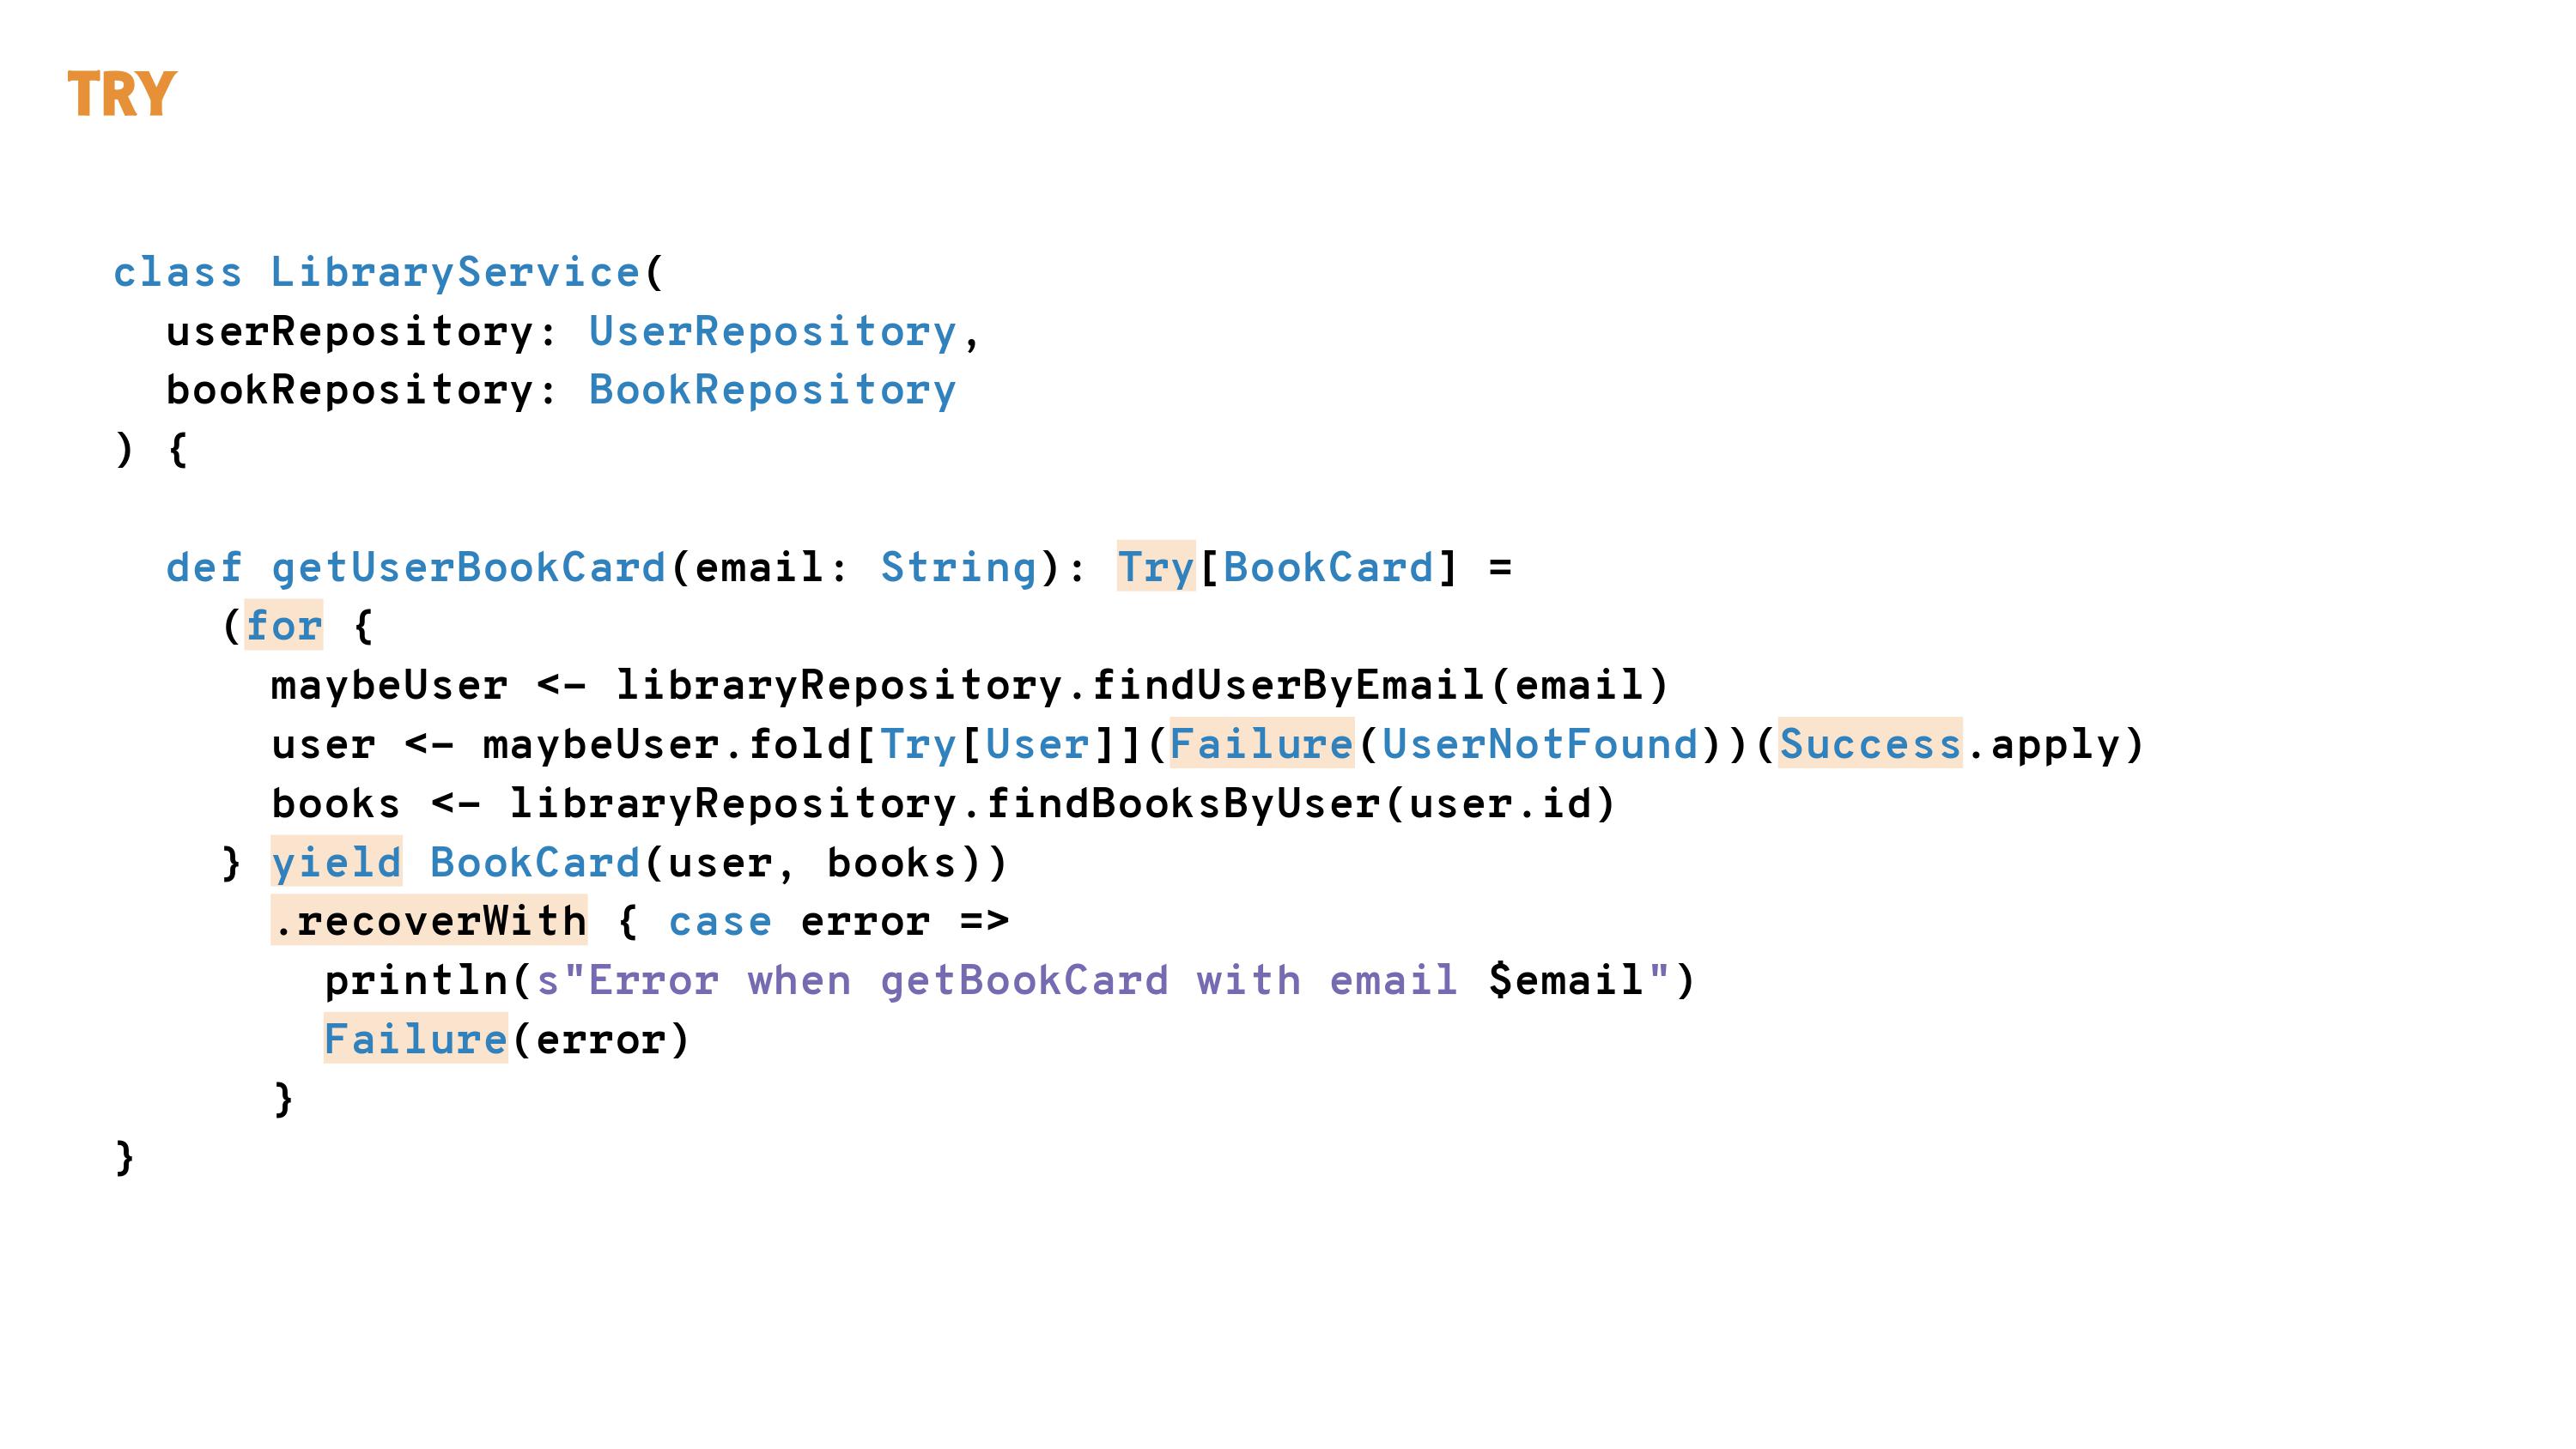 TRY
class LibraryService(
  userRepository: UserRepository,
  bookRepository: BookRepository
) {
  def getUserBookCard(email: String): Try[BookCard] =
    (for {
      maybeUser <- libraryRepository.findUserByEmail(email)
      user <- maybeUser.fold[Try[User]](Failure(UserNotFound))(Success.apply)
      books <- libraryRepository.findBooksByUser(user.id)
    } yield BookCard(user, books))
      .recoverWith { case error =>
        println(s"Error when getBookCard with email $email")
        Failure(error)
      }
}